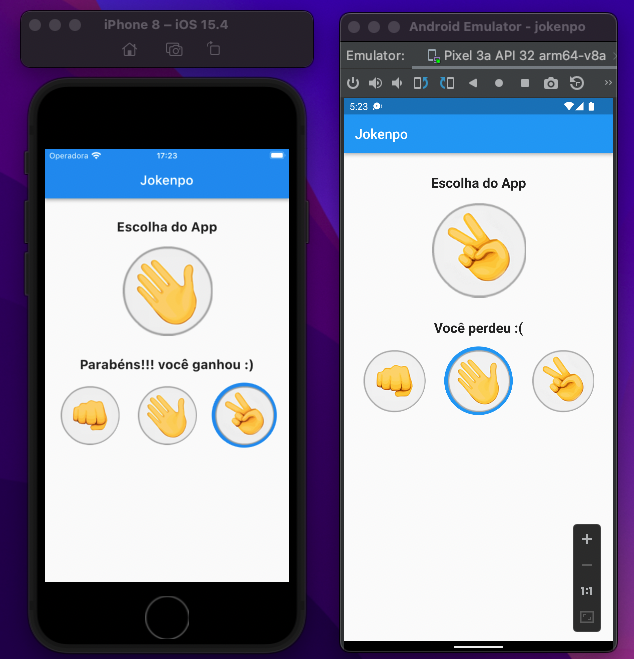 iPhone 8 – iOS 15.4
Operadora
17:23
Jokenpo
Escolha do App
Parabéns!!! você ganhou :)
Android Emulator - jokenpo
Emulator:
Pixel 3a API 32 arm64-v8a
5:23
Jokenpo
Escolha do App
Você perdeu :(
1:1